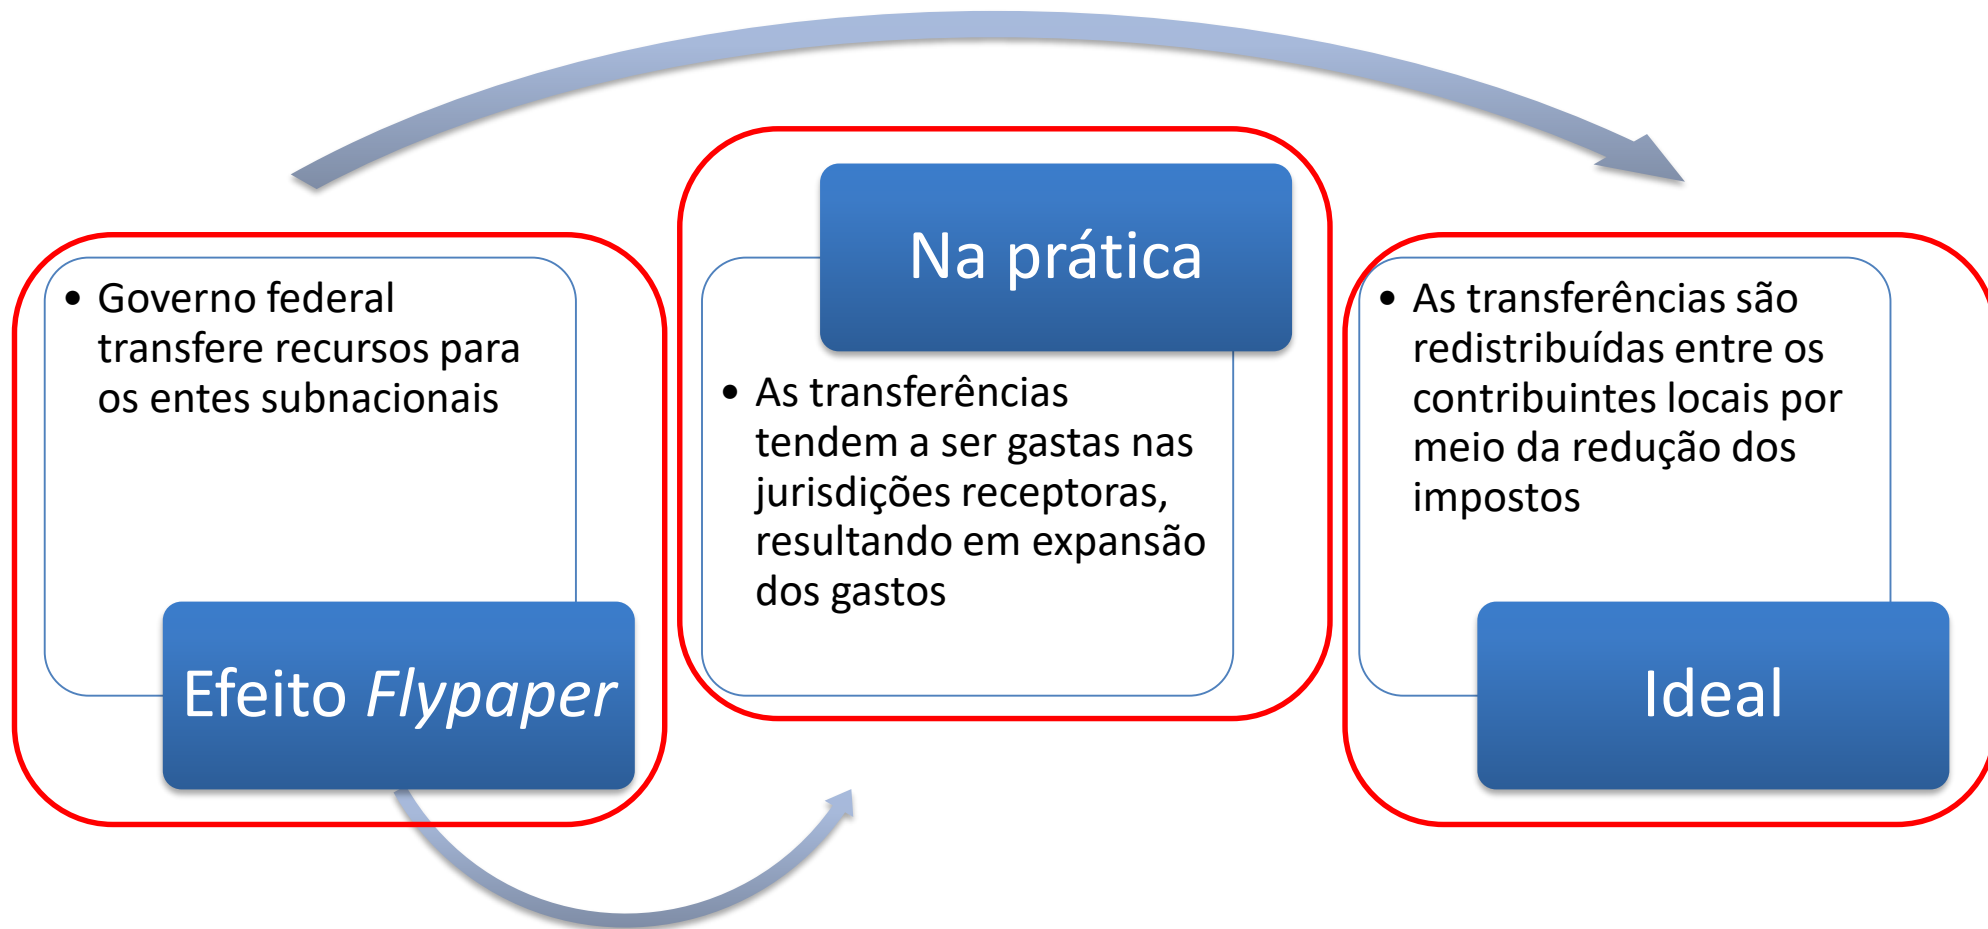 • Governo federal
transfere recursos para
os entes subnacionais
Efeito Flypaper
Na prática
• As transferências
tendem a ser gastas nas
jurisdições receptoras,
resultando em expansão
dos gastos
• As transferências são
redistribuídas entre os
contribuintes locais por
meio da redução dos
impostos
Ideal